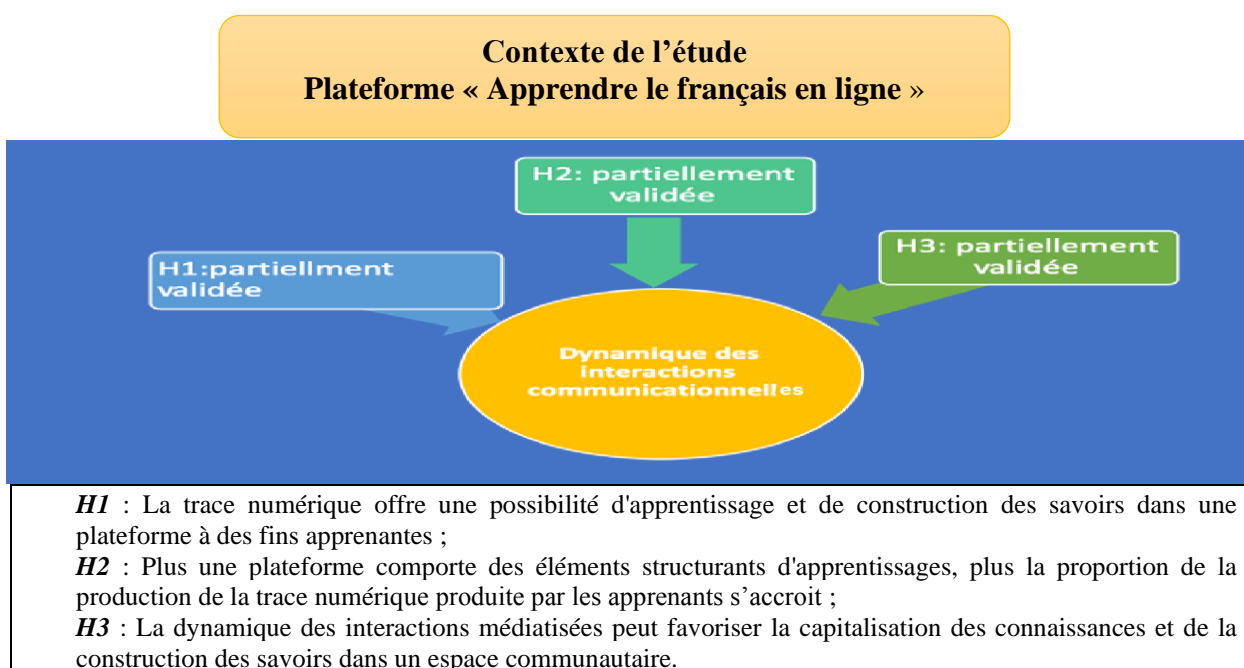 Contexte de l’étude
Plateforme « Apprendre le français en ligne »
H2: partiellement
validée
H1:partiellment
validée
H3: partiellement
validée
Dynamique des
interactions
communicationnelles
H1 : La trace numérique offre une possibilité d'apprentissage et de construction des savoirs dans une
plateforme à des fins apprenantes ;
H2 : Plus une plateforme comporte des éléments structurants d'apprentissages, plus la proportion de la
production de la trace numérique produite par les apprenants s’accroit ;
H3 : La dynamique des interactions médiatisées peut favoriser la capitalisation des connaissances et de la
construction des savoirs dans un espace communautaire.